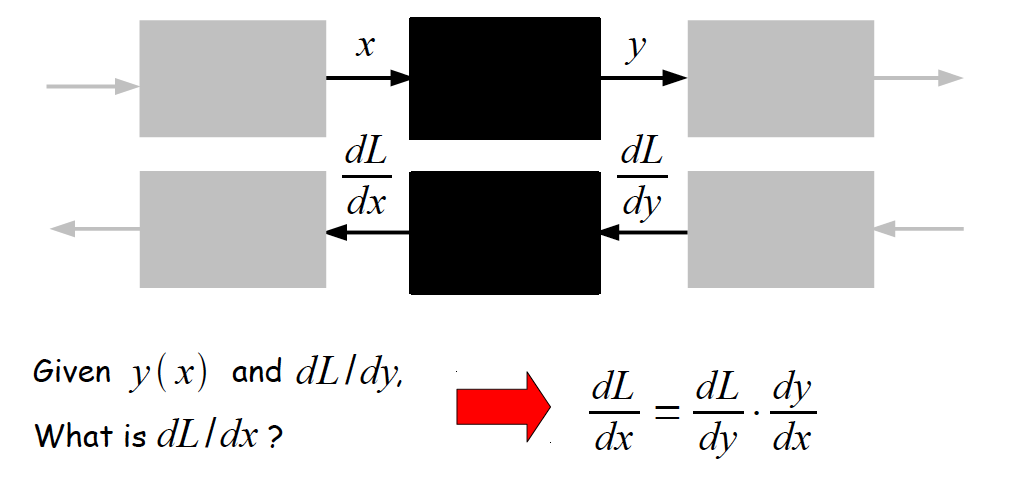 x y
dL/dx dL/dy
Given y(x) and dL/dy,
What is dL/dx ?
dL/dx = dL/dy · dy/dx